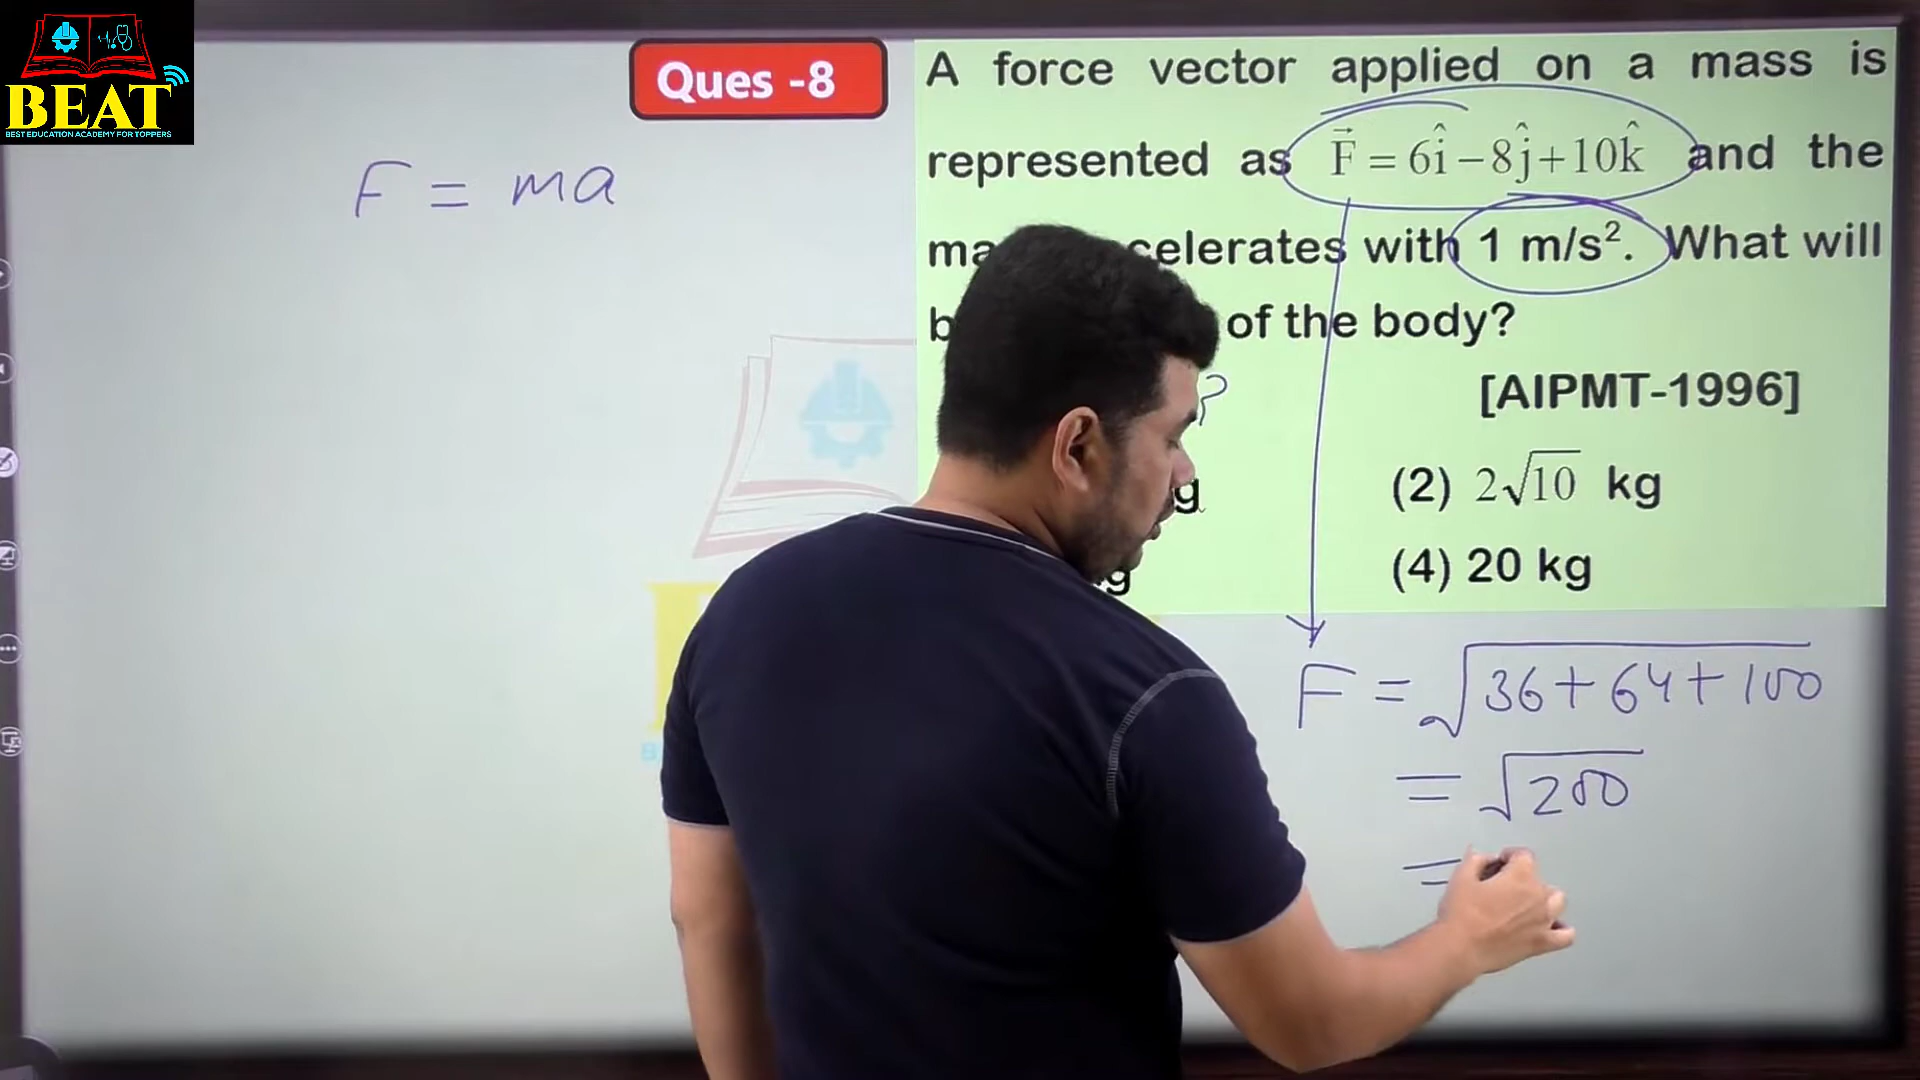 BEAT
BEST EDUCATION ACADEMY FOR TOPPERS
Ques -8
A force vector applied on a mass is
represented as F⃗ = 6î – 8ĵ + 10k̂ and the
celerates with 1 m/s². What will
of the body?
?
[AIPMT-1996]
g (2) 2√10 kg
g (4) 20 kg
F = ma
F = √36 + 64 + 100
= √200
=